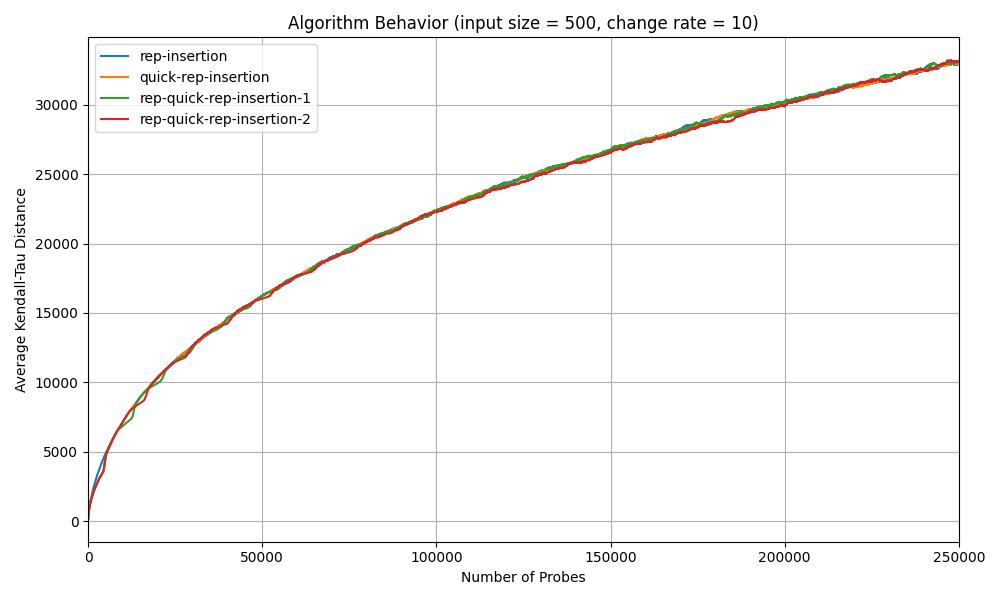 Algorithm Behavior (input size = 500, change rate = 10)
rep-insertion
quick-rep-insertion
rep-quick-rep-insertion-1
rep-quick-rep-insertion-2
Average Kendall-Tau Distance
30000
25000
20000
15000
10000
5000
0
0
50000
100000
150000
200000
250000
Number of Probes